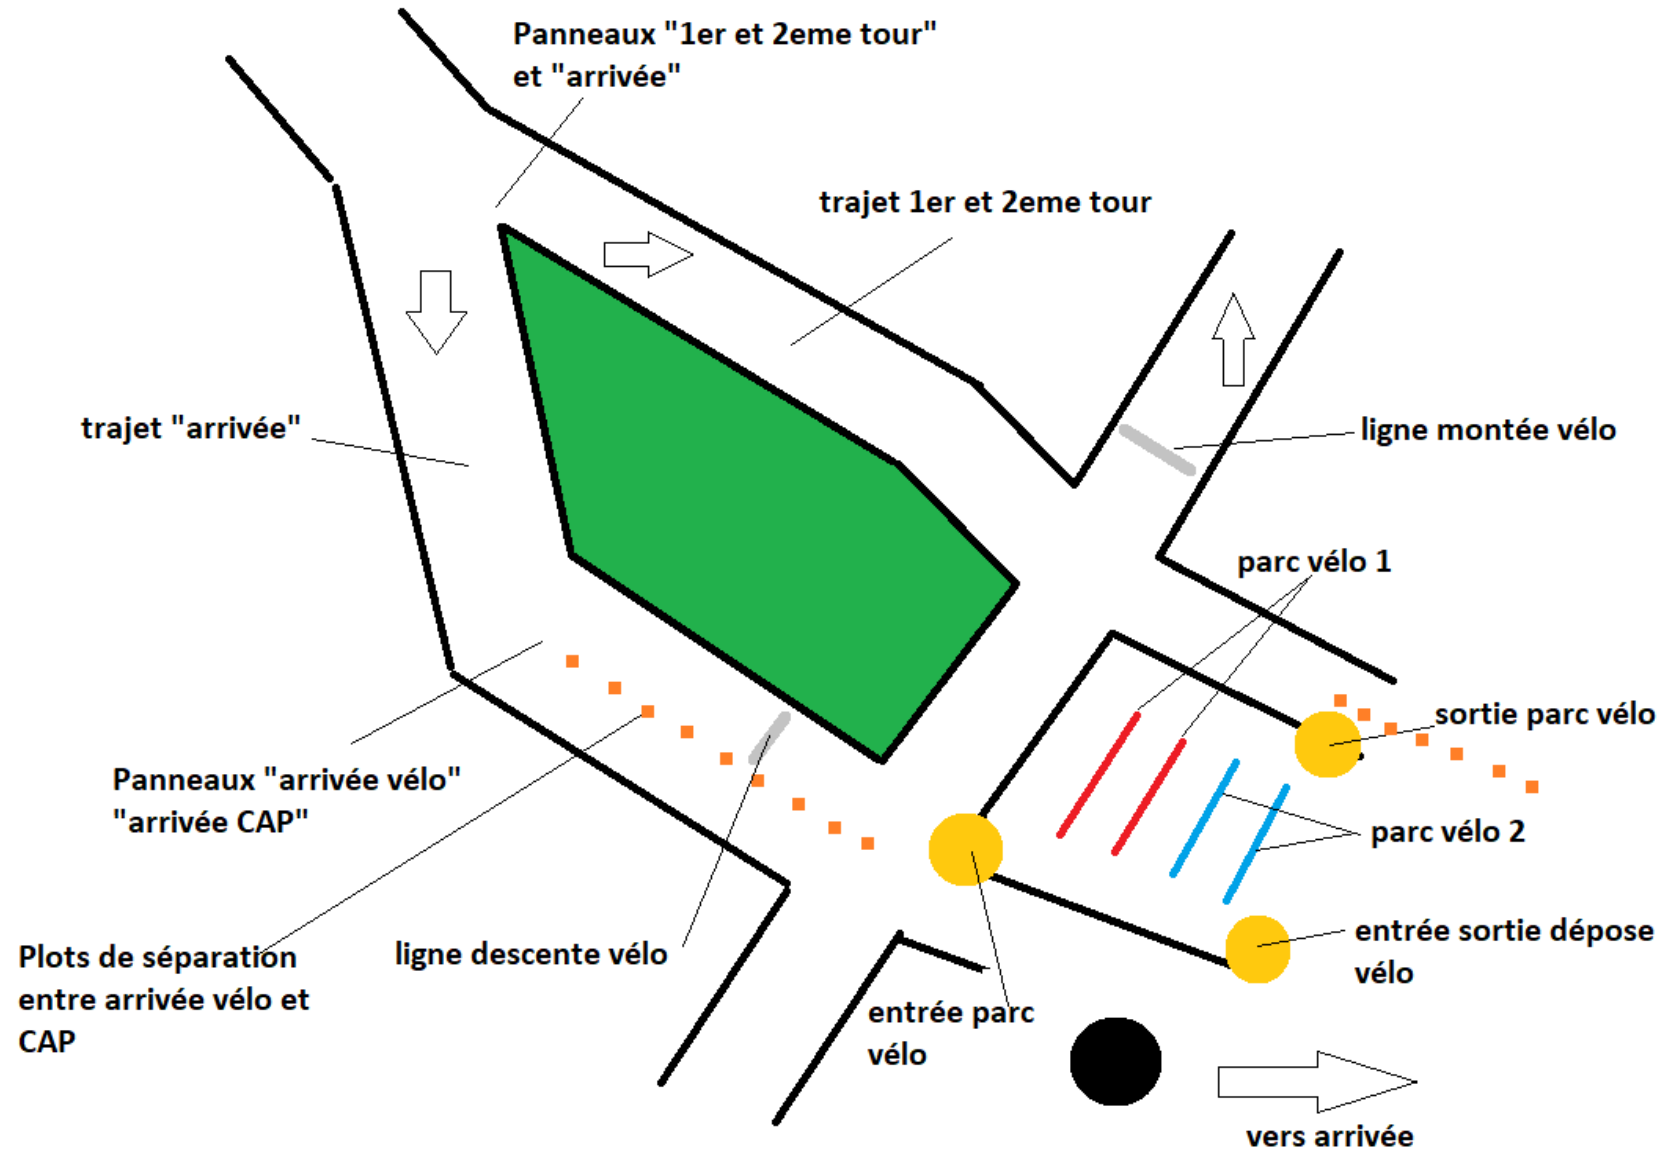 Panneaux "1er et 2eme tour"
et "arrivée"
trajet 1er et 2eme tour
trajet "arrivée"
ligne montée vélo
parc vélo 1
sortie parc vélo
Panneaux "arrivée vélo"
"arrivée CAP"
parc vélo 2
Plots de séparation
entre arrivée vélo et
CAP
ligne descente vélo
entrée sortie dépose
vélo
entrée parc
vélo
vers arrivée